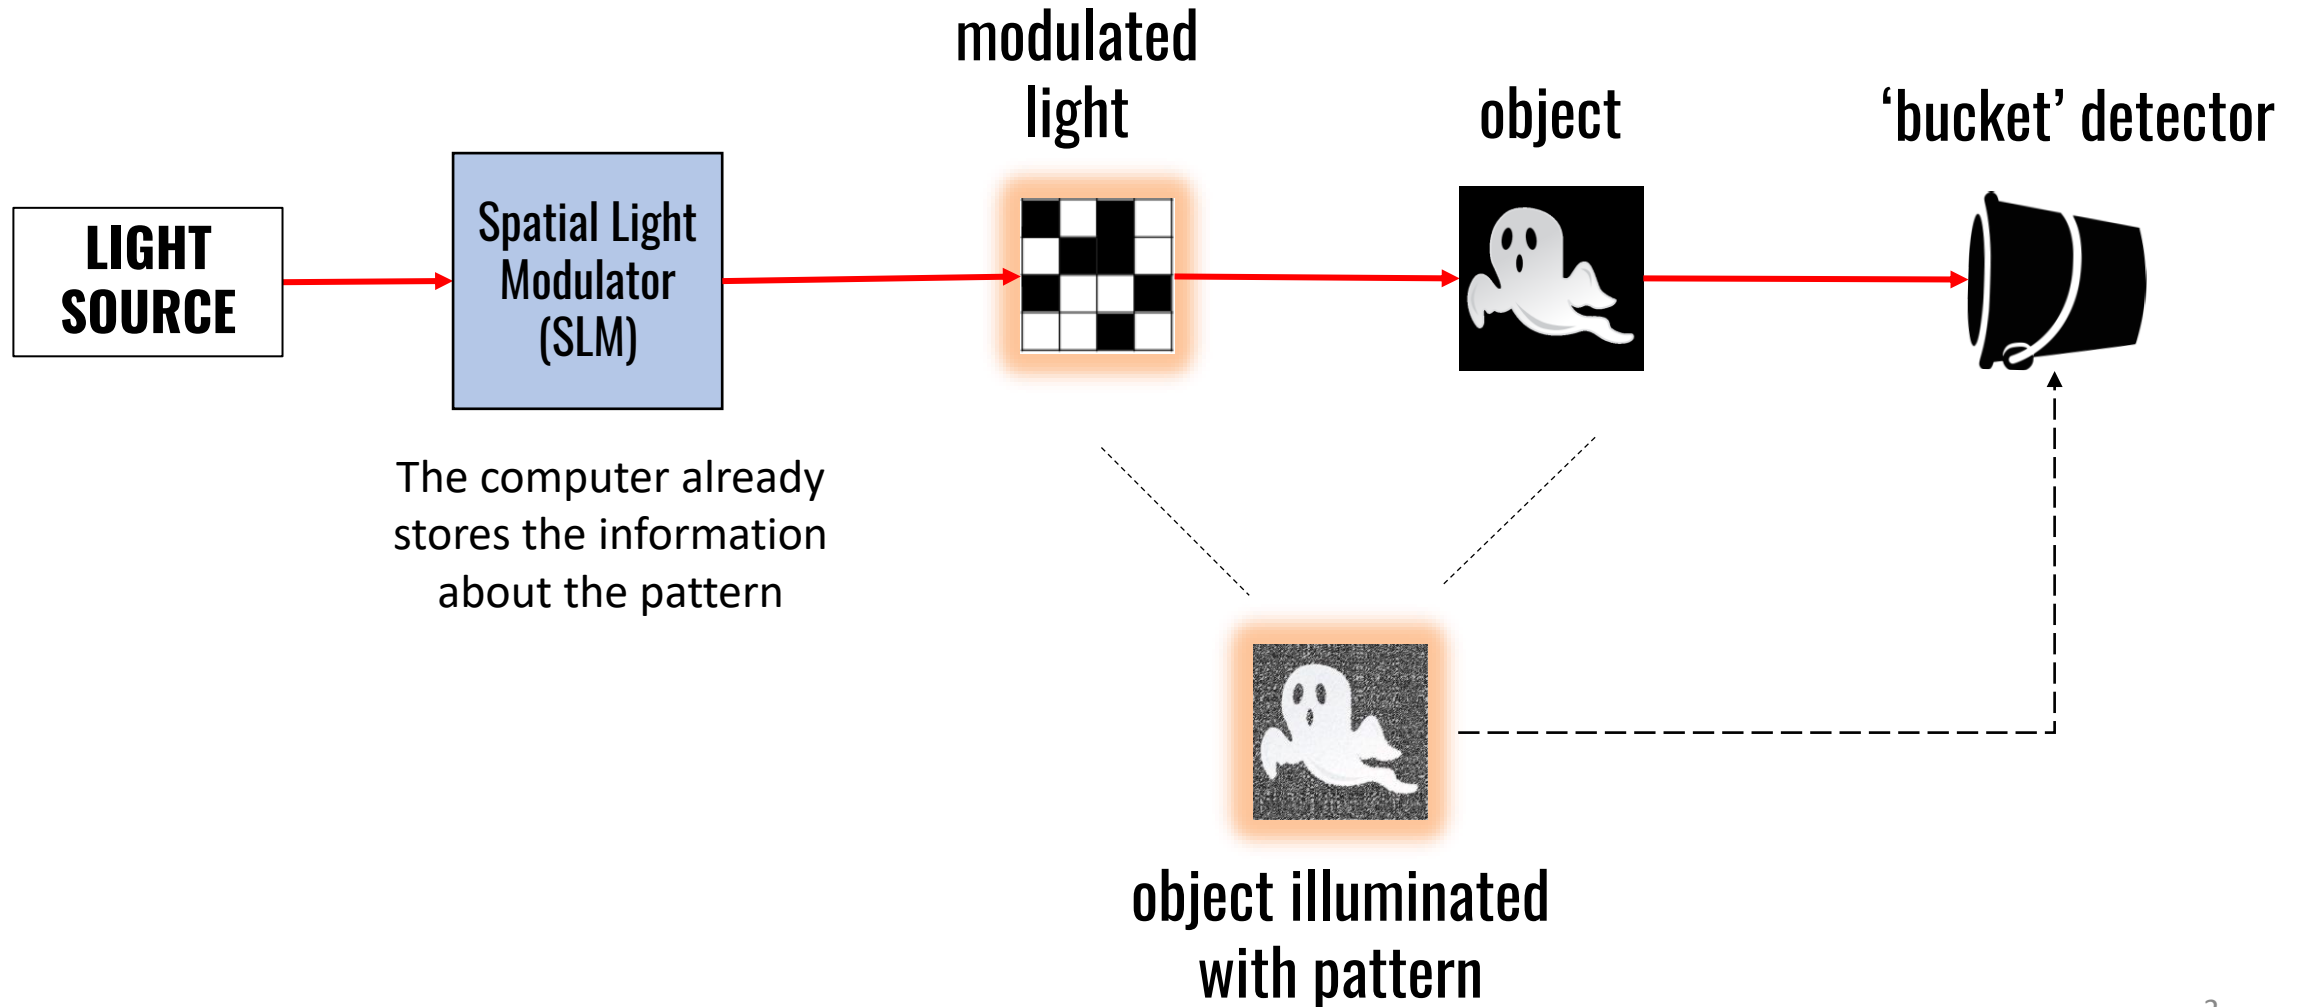 modulated
light
object
‘bucket’ detector
LIGHT
SOURCE
Spatial Light
Modulator
(SLM)
The computer already
stores the information
about the pattern
object illuminated
with pattern